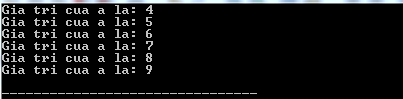 Gia tri cua a la: 4
Gia tri cua a la: 5
Gia tri cua a la: 6
Gia tri cua a la: 7
Gia tri cua a la: 8
Gia tri cua a la: 9
--------------------------------